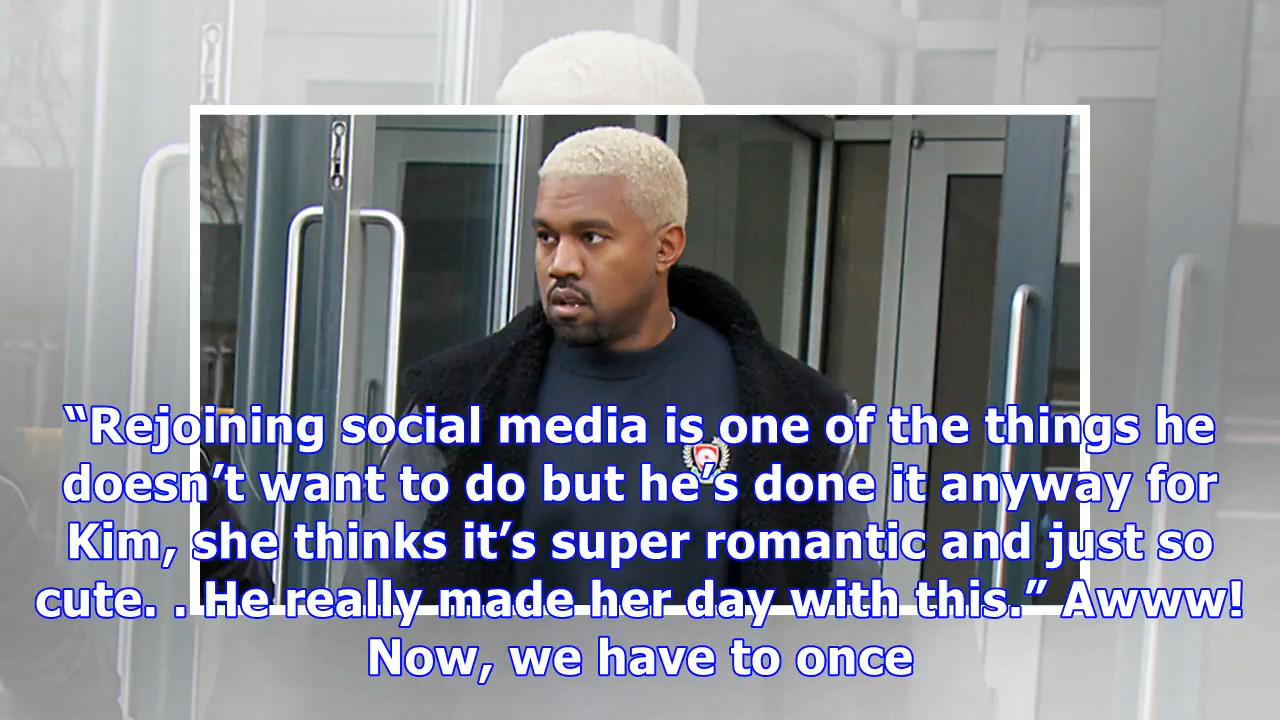 “Rejoining social media is one of the things he
doesn’t want to do but he’s done it anyway for
Kim, she thinks it’s super romantic and just so
cute. . He really made her day with this.” Awww!
Now, we have to once